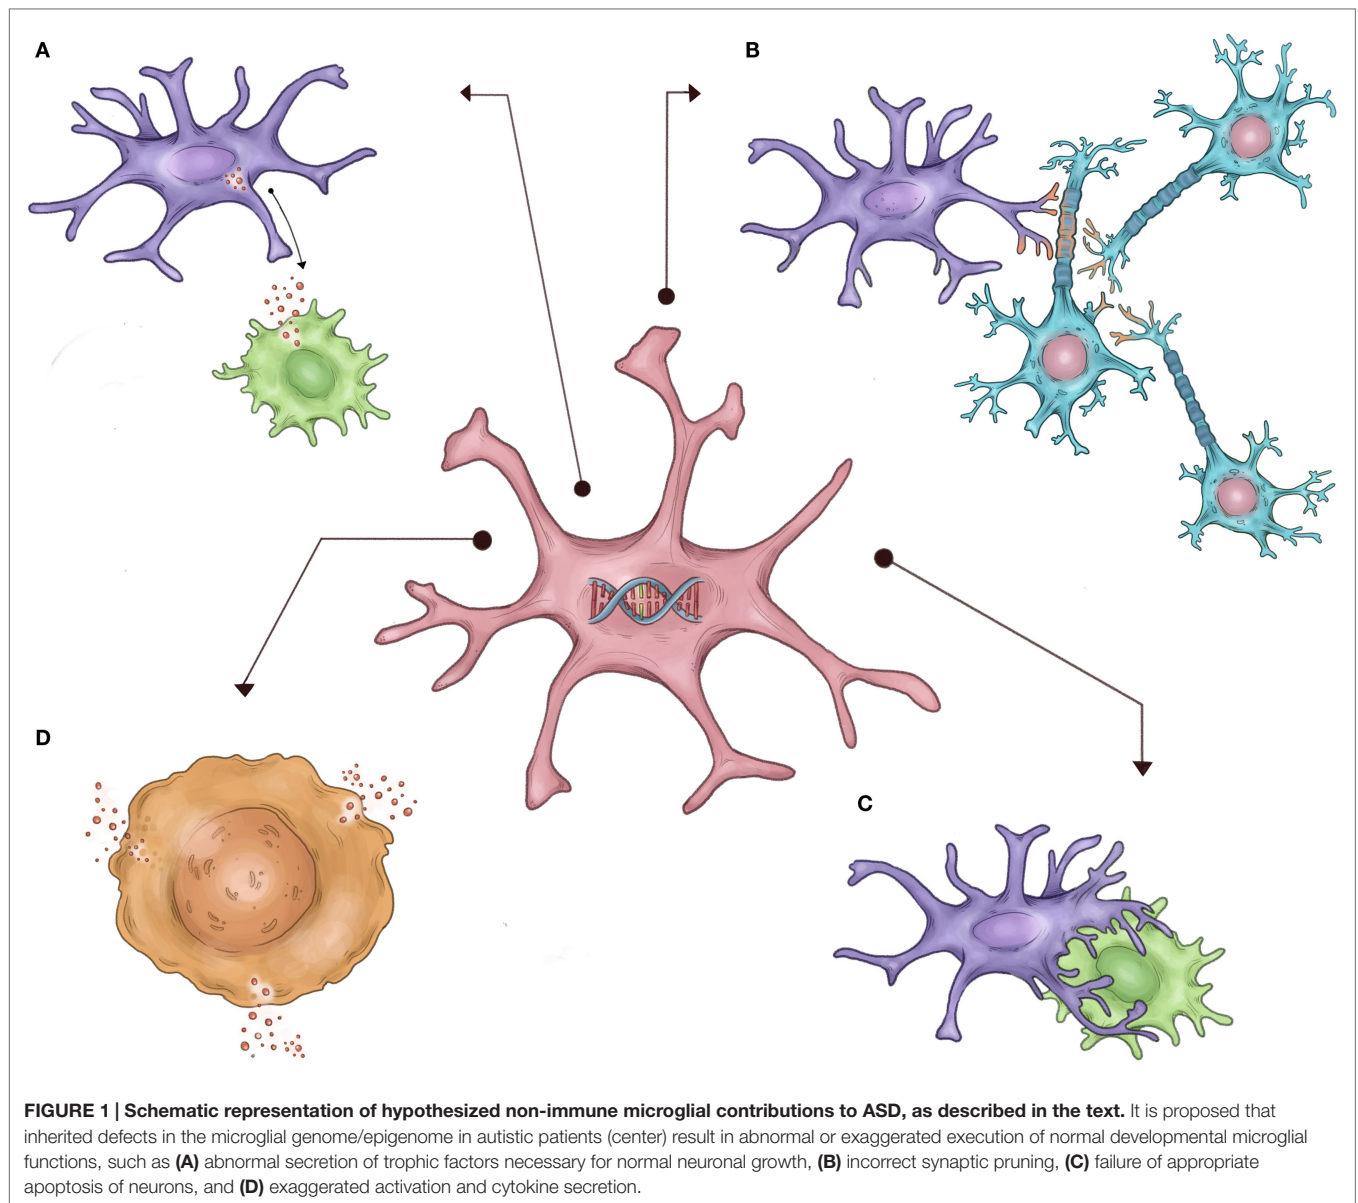 A
B
D
C
FIGURE 1 | Schematic representation of hypothesized non-immune microglial contributions to ASD, as described in the text. It is proposed that
inherited defects in the microglial genome/epigenome in autistic patients (center) result in abnormal or exaggerated execution of normal developmental microglial
functions, such as (A) abnormal secretion of trophic factors necessary for normal neuronal growth, (B) incorrect synaptic pruning, (C) failure of appropriate
apoptosis of neurons, and (D) exaggerated activation and cytokine secretion.